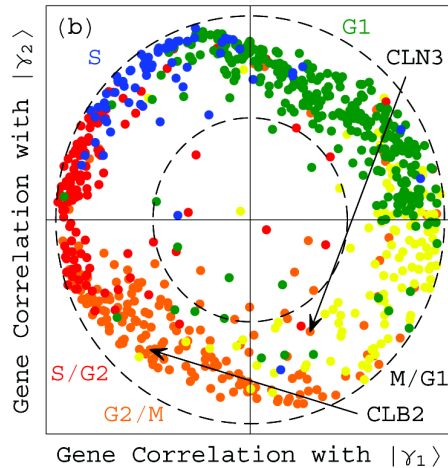 (b)
G1
S
CLN3
Gene Correlation with |γ₂⟩
S/G2
M/G1
G2/M
CLB2
Gene Correlation with |γ₁⟩